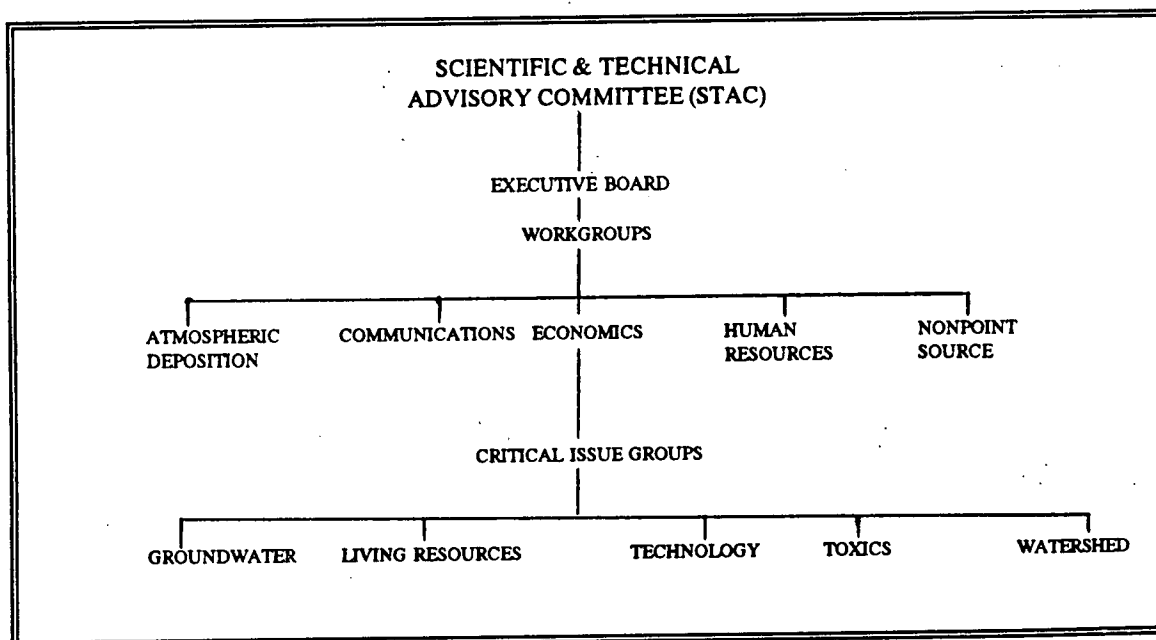 SCIENTIFIC & TECHNICAL
ADVISORY COMMITTEE (STAC)
EXECUTIVE BOARD
WORKGROUPS
ATMOSPHERIC
DEPOSITION
COMMUNICATIONS
ECONOMICS
HUMAN
RESOURCES
NONPOINT
SOURCE
CRITICAL ISSUE GROUPS
GROUNDWATER
LIVING RESOURCES
TECHNOLOGY
TOXICS
WATERSHED